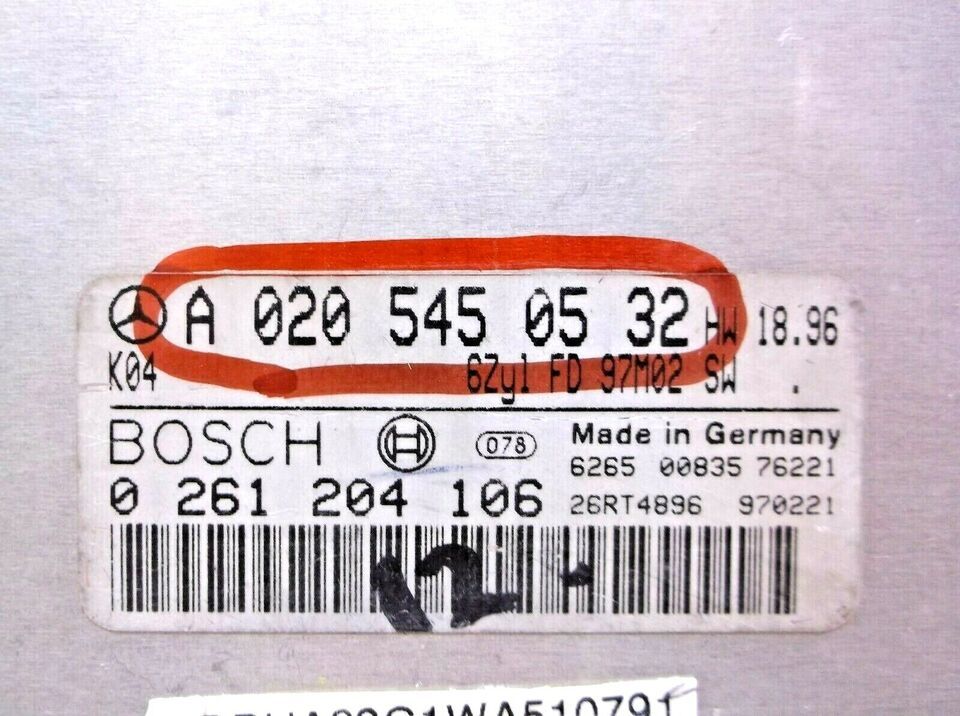 A 020 545 05 32 HW 18.96
K04 6Zyl FD 97M02 SW .
BOSCH 078 Made in Germany
6265 00835 76221
0 261 204 106 26RT4896 970221
12